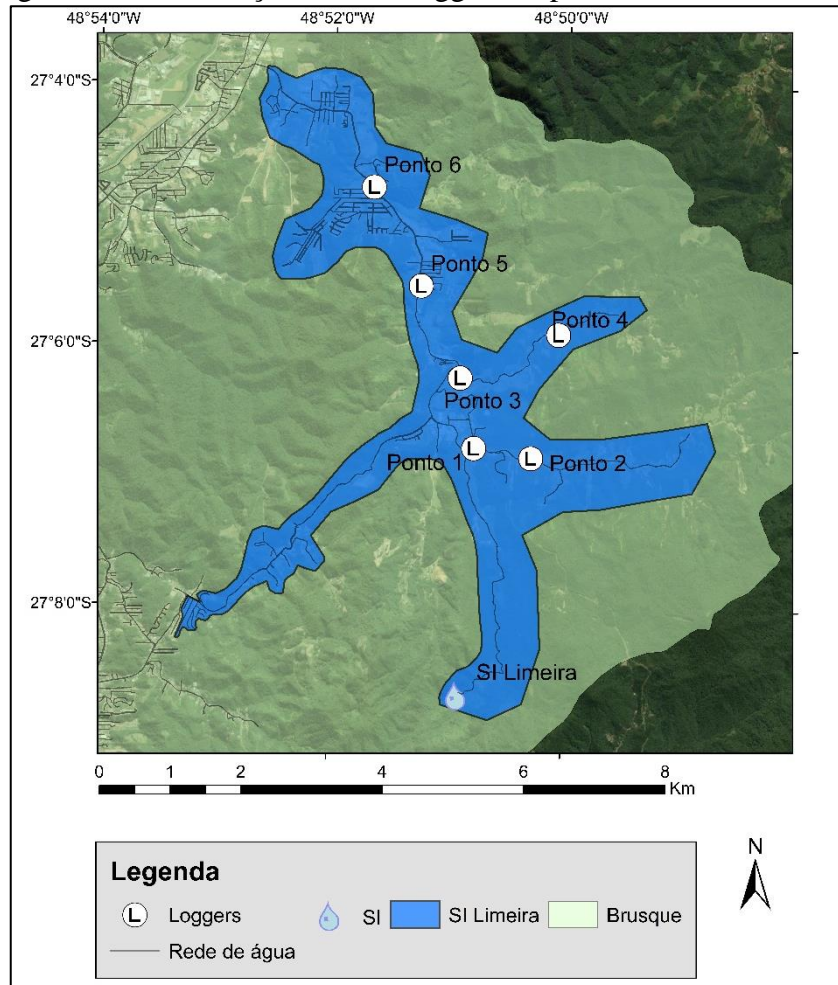 48°54'0"W 48°52'0"W 48°50'0"W
27°4'0"S
Ponto 6
Ponto 5
27°6'0"S
Ponto 4
Ponto 3
Ponto 1
Ponto 2
27°8'0"S
SI Limeira
0 1 2 4 6 8
Km
N
Legenda
L Loggers SI SI Limeira Brusque
Rede de água
L
L
L
L
L
L